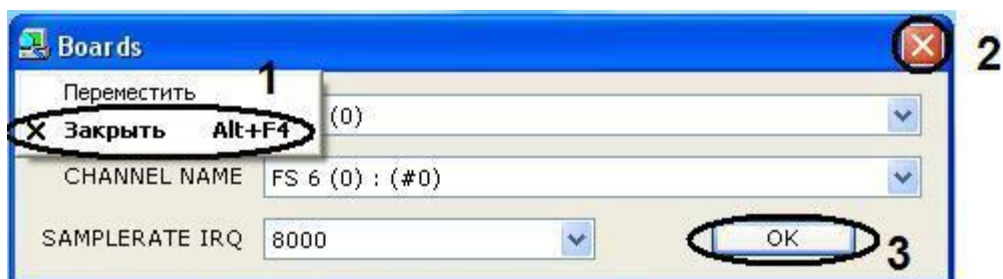 Boards
2
1
Переместить
(0)
Закрыть Alt+F4
CHANNEL NAME FS 6 (0) : (#0)
SAMPLERATE IRQ 8000 OK
3